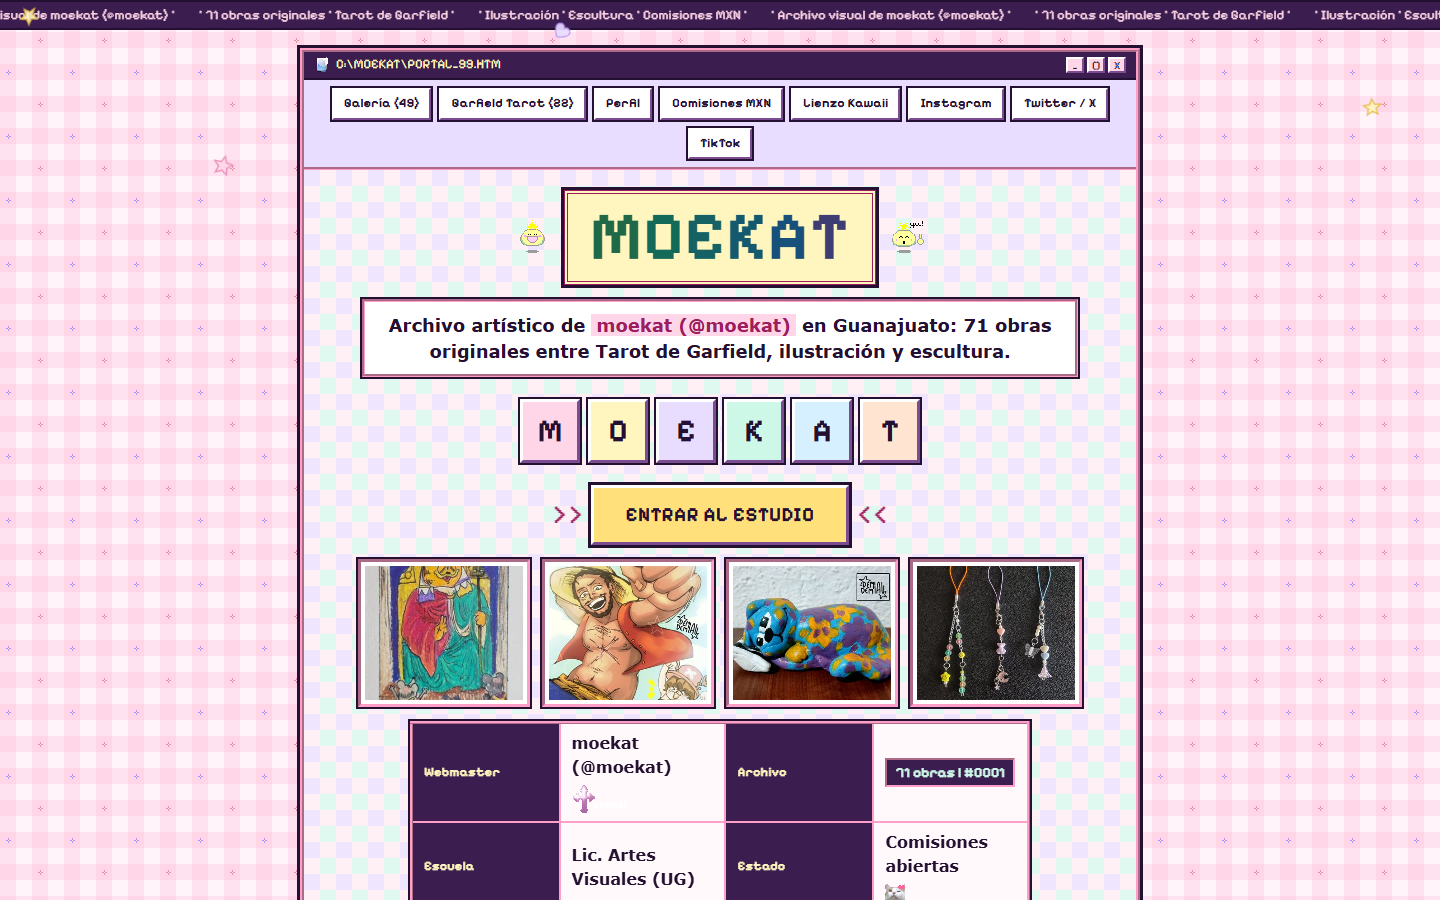 isual de moekat (@moekat) * * 71 obras originales * Tarot de Garfield * * Ilustración * Escultura * Comisiones MXN * * Archivo visual de moekat (@moekat) * * 71 obras originales * Tarot de Garfield * * Ilustración * Escult
C:\MOEKAT\PORTAL_99.HTM
_ O X
Galería (49) Garfield Tarot (22) Perfil Comisiones MXN Lienzo Kawaii Instagram Twitter / X
TikTok
MOEKAT
ya!
Archivo artístico de moekat (@moekat) en Guanajuato: 71 obras
originales entre Tarot de Garfield, ilustración y escultura.
M O E K A T
>> ENTRAR AL ESTUDIO <<
Webmaster
moekat
(@moekat)
Archivo
71 obras | #0001
Escuela
Lic. Artes
Visuales (UG)
Estado
Comisiones
abiertas